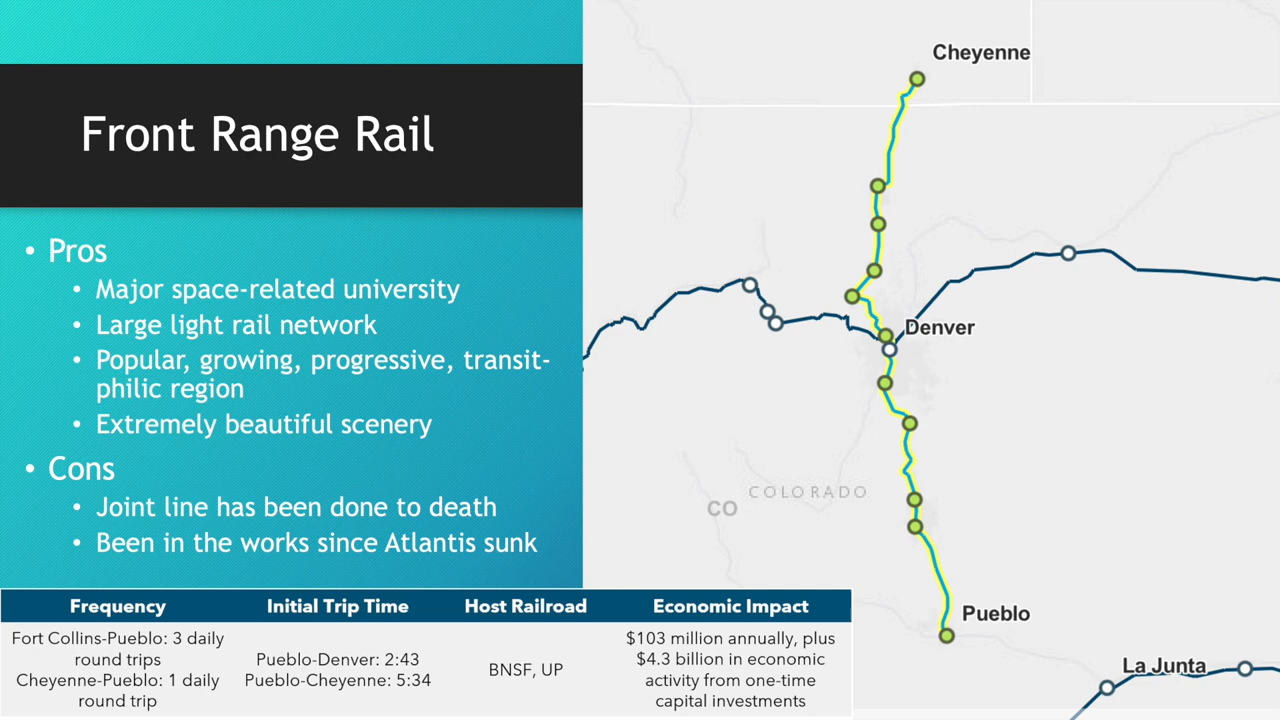 Front Range Rail
• Pros
• Major space-related university
• Large light rail network
• Popular, growing, progressive, transit-
philic region
• Extremely beautiful scenery
• Cons
• Joint line has been done to death
• Been in the works since Atlantis sunk
Cheyenne
Denver
COLORADO
CO
Pueblo
La Junta
Frequency Initial Trip Time Host Railroad Economic Impact
Fort Collins-Pueblo: 3 daily
round trips
Cheyenne-Pueblo: 1 daily
round trip
Pueblo-Denver: 2:43
Pueblo-Cheyenne: 5:34
BNSF, UP
$103 million annually, plus
$4.3 billion in economic
activity from one-time
capital investments